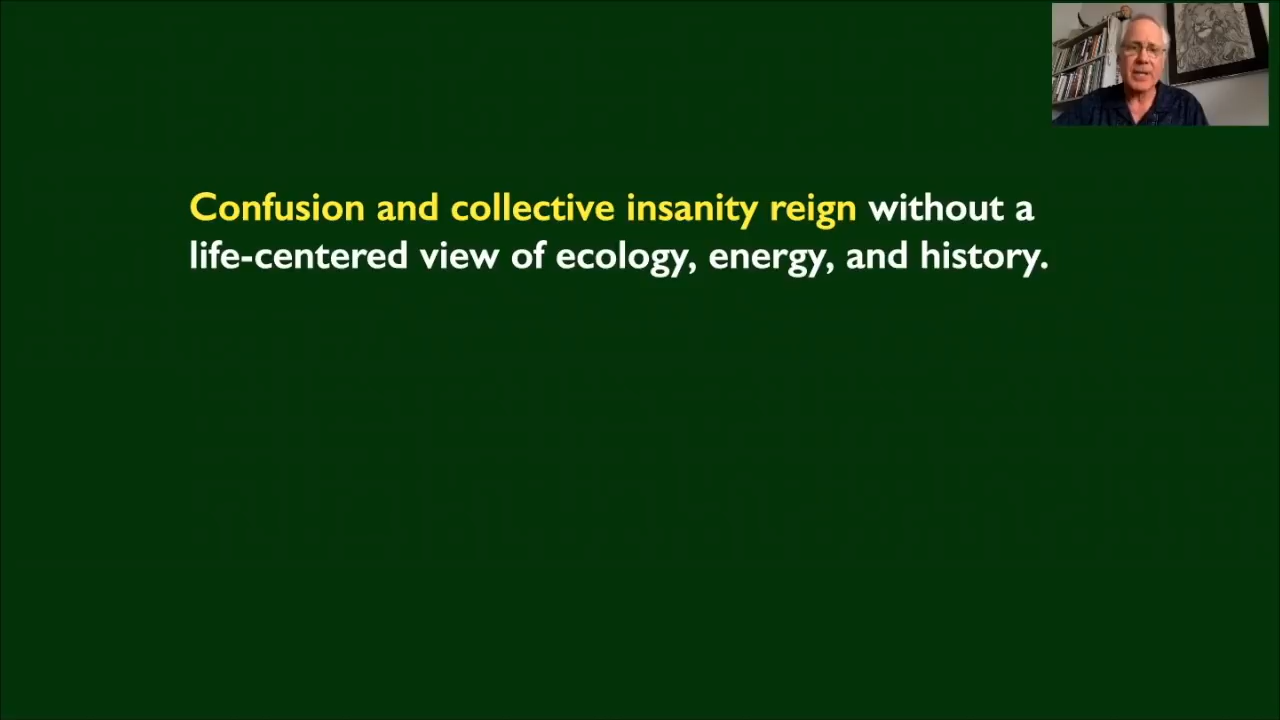 Confusion and collective insanity reign without a
life-centered view of ecology, energy, and history.